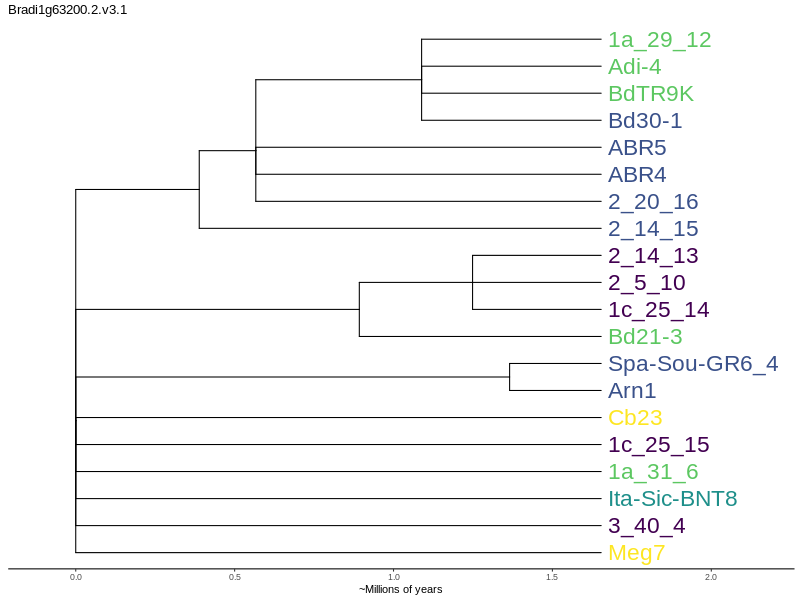 Bradi1g63200.2.v3.1
1a_29_12
Adi-4
BdTR9K
Bd30-1
ABR5
ABR4
2_20_16
2_14_15
2_14_13
2_5_10
1c_25_14
Bd21-3
Spa-Sou-GR6_4
Arn1
Cb23
1c_25_15
1a_31_6
Ita-Sic-BNT8
3_40_4
Meg7
0.0 0.5 1.0 1.5 2.0
~Millions of years